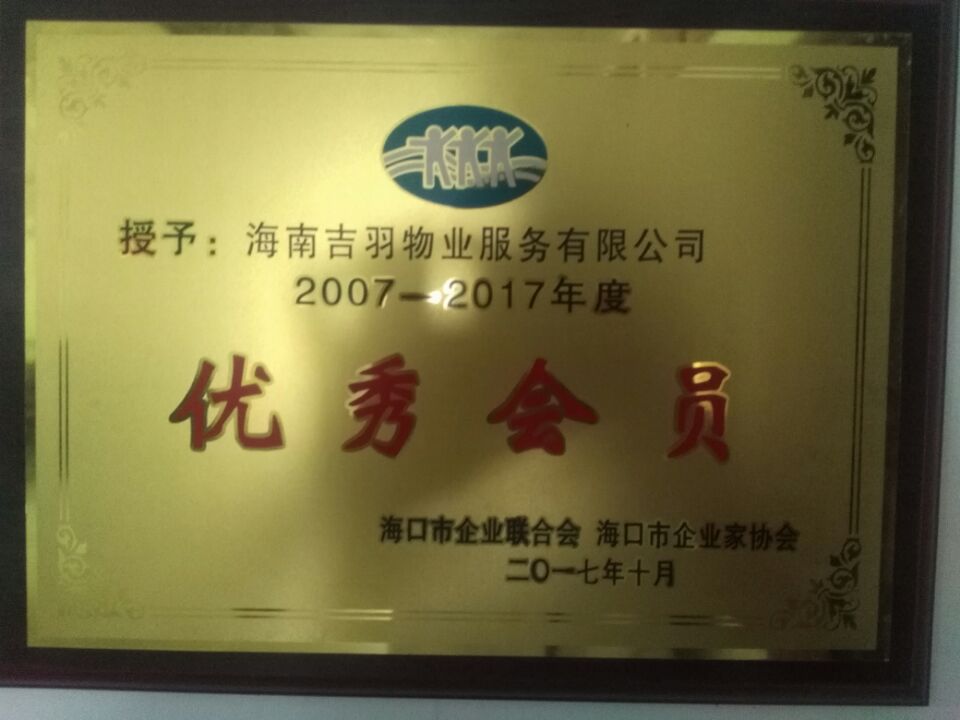 授予：海南吉羽物业服务有限公司
2007—2017年度
优秀会员
海口市企业联合会 海口市企业家协会
二〇一七年十月